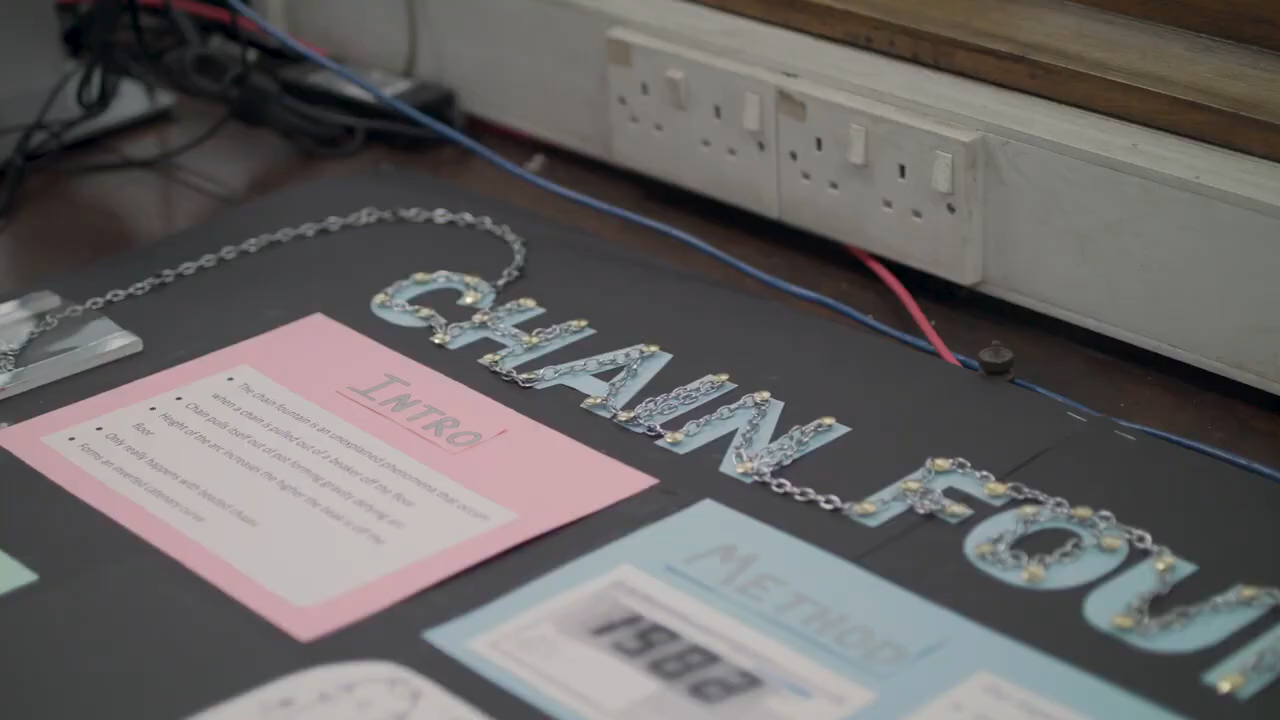 CHAIN FOU
INTRO
The chain fountain is an unexplained phenomena that occurs
when a chain is pulled out of a beaker off the floor
Chain pulls itself out of pot forming gravity defying arc
Height of the arc increases the higher the beak is off the
floor
Only really happens with beaded chains
Forms an inverted catenary curve
METHOD
1982